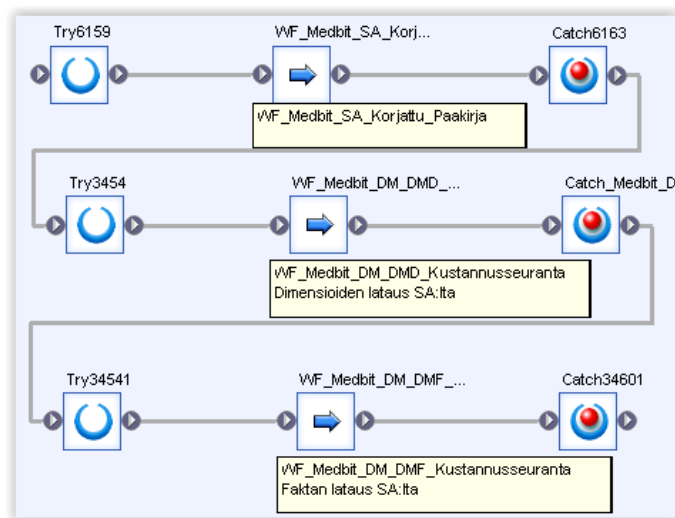 Try6159
WF_Medbit_SA_Korj...
Catch6163
WF_Medbit_SA_Korjattu_Paakirja
Try3454
WF_Medbit_DM_DMD_...
Catch_Medbit_D
WF_Medbit_DM_DMD_Kustannusseuranta
Dimensioiden lataus SA:lta
Try34541
WF_Medbit_DM_DMF_...
Catch34601
WF_Medbit_DM_DMF_Kustannusseuranta
Faktan lataus SA:lta